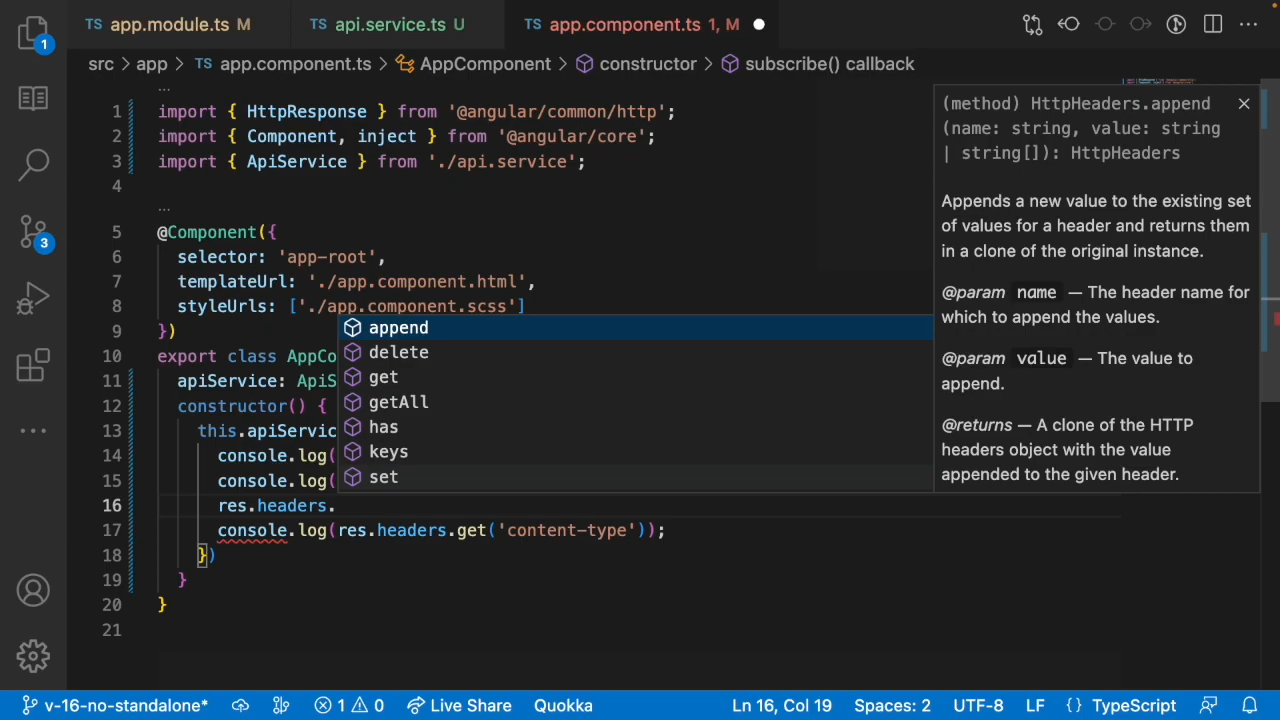 TS app.module.ts M TS api.service.ts U TS app.component.ts 1, M
src > app > TS app.component.ts > AppComponent > constructor > subscribe() callback
...
1 import { HttpResponse } from '@angular/common/http';
2 import { Component, inject } from '@angular/core';
3 import { ApiService } from './api.service';
4
...
5 @Component({
6 selector: 'app-root',
7 templateUrl: './app.component.html',
8 styleUrls: ['./app.component.scss']
9 })
10 export class AppCo
11 apiService: ApiS
12 constructor() {
13 this.apiServic
14 console.log(
15 console.log(
16 res.headers.
17 console.log(res.headers.get('content-type'));
18 })
19 }
20 }
21
append
delete
get
getAll
has
keys
set
(method) HttpHeaders.append
(name: string, value: string
| string[]): HttpHeaders
Appends a new value to the existing set
of values for a header and returns them
in a clone of the original instance.
@param name — The header name for
which to append the values.
@param value — The value to
append.
@returns — A clone of the HTTP
headers object with the value
appended to the given header.
1
3
v-16-no-standalone* 1 0 Live Share Quokka Ln 16, Col 19 Spaces: 2 UTF-8 LF {} TypeScript